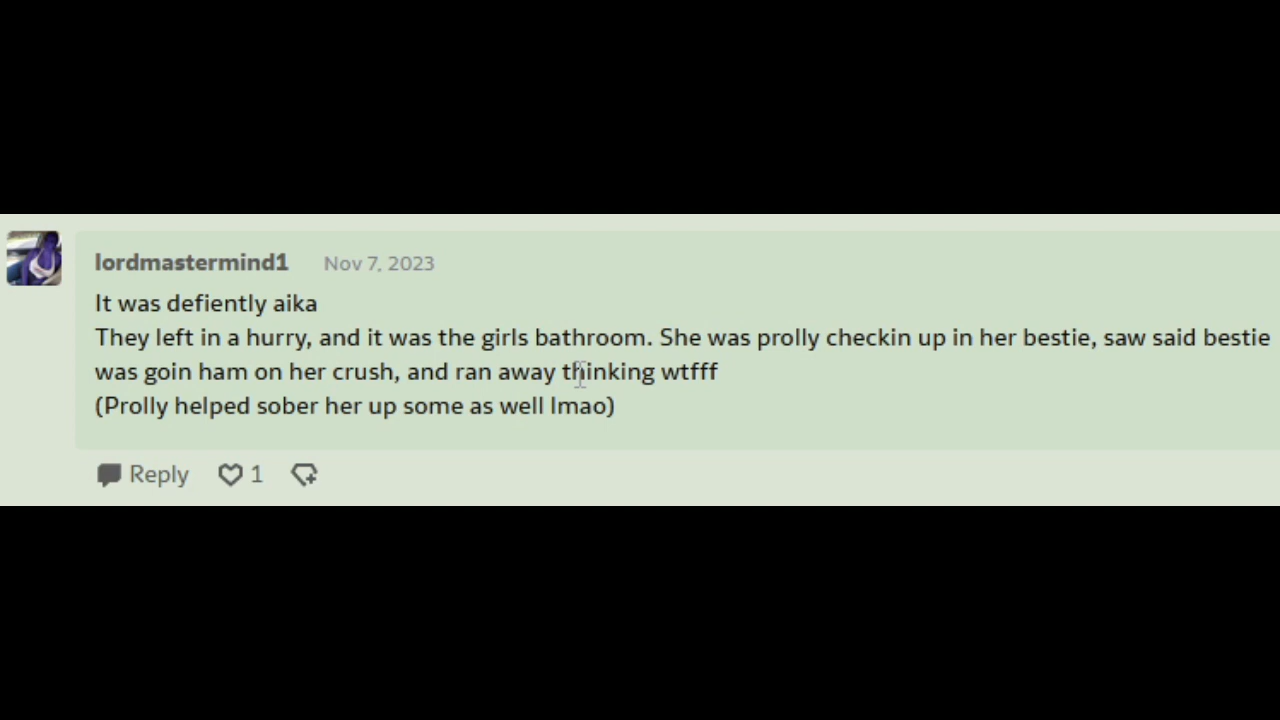 lordmastermind1 Nov 7, 2023
It was defiently aika
They left in a hurry, and it was the girls bathroom. She was prolly checkin up in her bestie, saw said bestie
was goin ham on her crush, and ran away thinking wtfff
(Prolly helped sober her up some as well lmao)
Reply 1